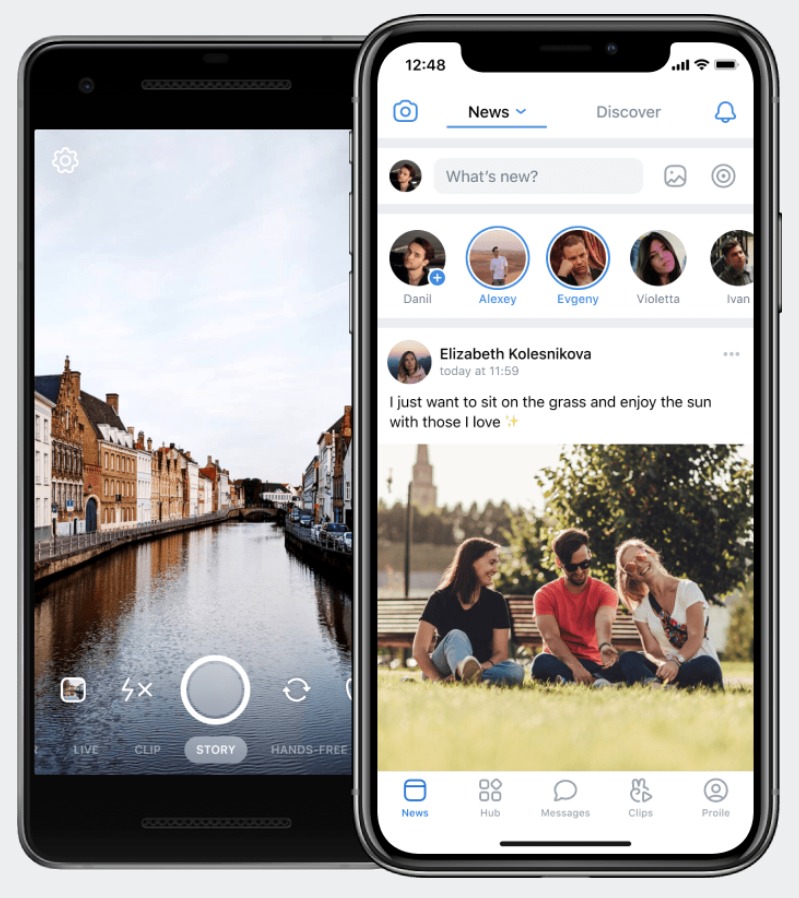 LIVE
CLIP
STORY
HANDS-FREE
12:48
News
Discover
What's new?
Danil
Alexey
Evgeny
Violetta
Ivan
Elizabeth Kolesnikova
today at 11:59
I just want to sit on the grass and enjoy the sun
with those I love ✨
News
Hub
Messages
Clips
Proile